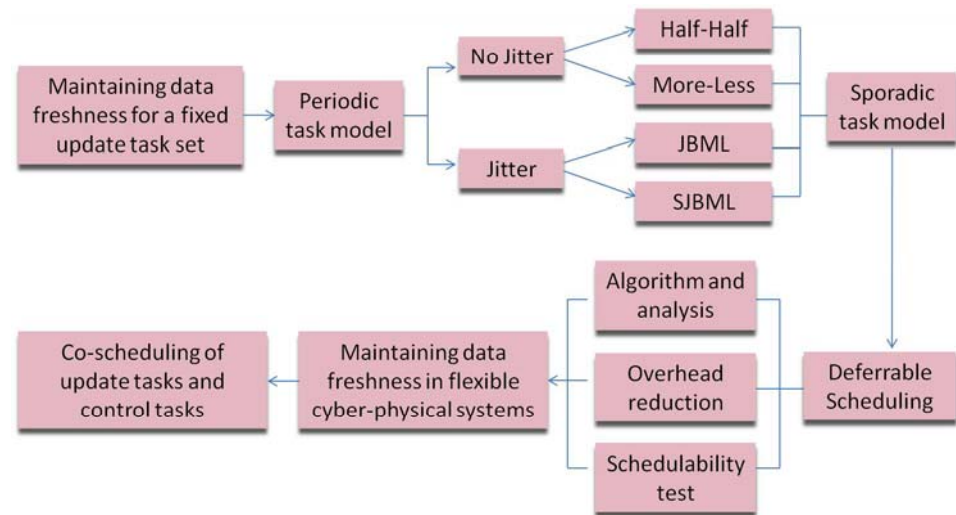 Maintaining data
freshness for a fixed
update task set
Periodic
task model
No Jitter
Jitter
Half-Half
More-Less
JBML
SJBML
Sporadic
task model
Deferrable
Scheduling
Algorithm and
analysis
Overhead
reduction
Schedulability
test
Maintaining data
freshness in flexible
cyber-physical systems
Co-scheduling of
update tasks and
control tasks